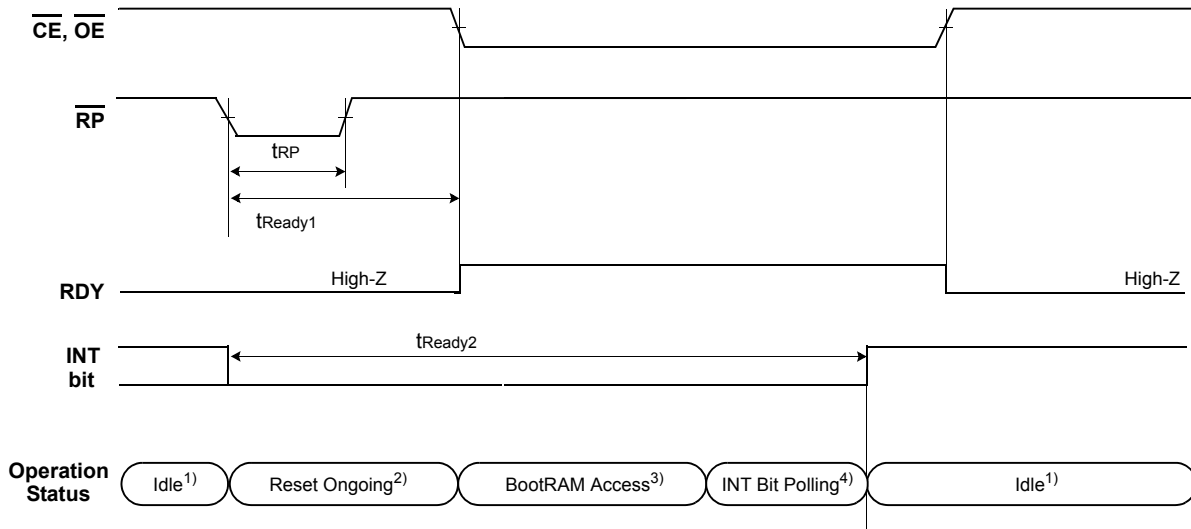 CE, OE
RP
tRP
tReady1
High-Z
RDY
High-Z
tReady2
INT
bit
Operation
Status
Idle1)
Reset Ongoing2)
BootRAM Access3)
INT Bit Polling4)
Idle1)